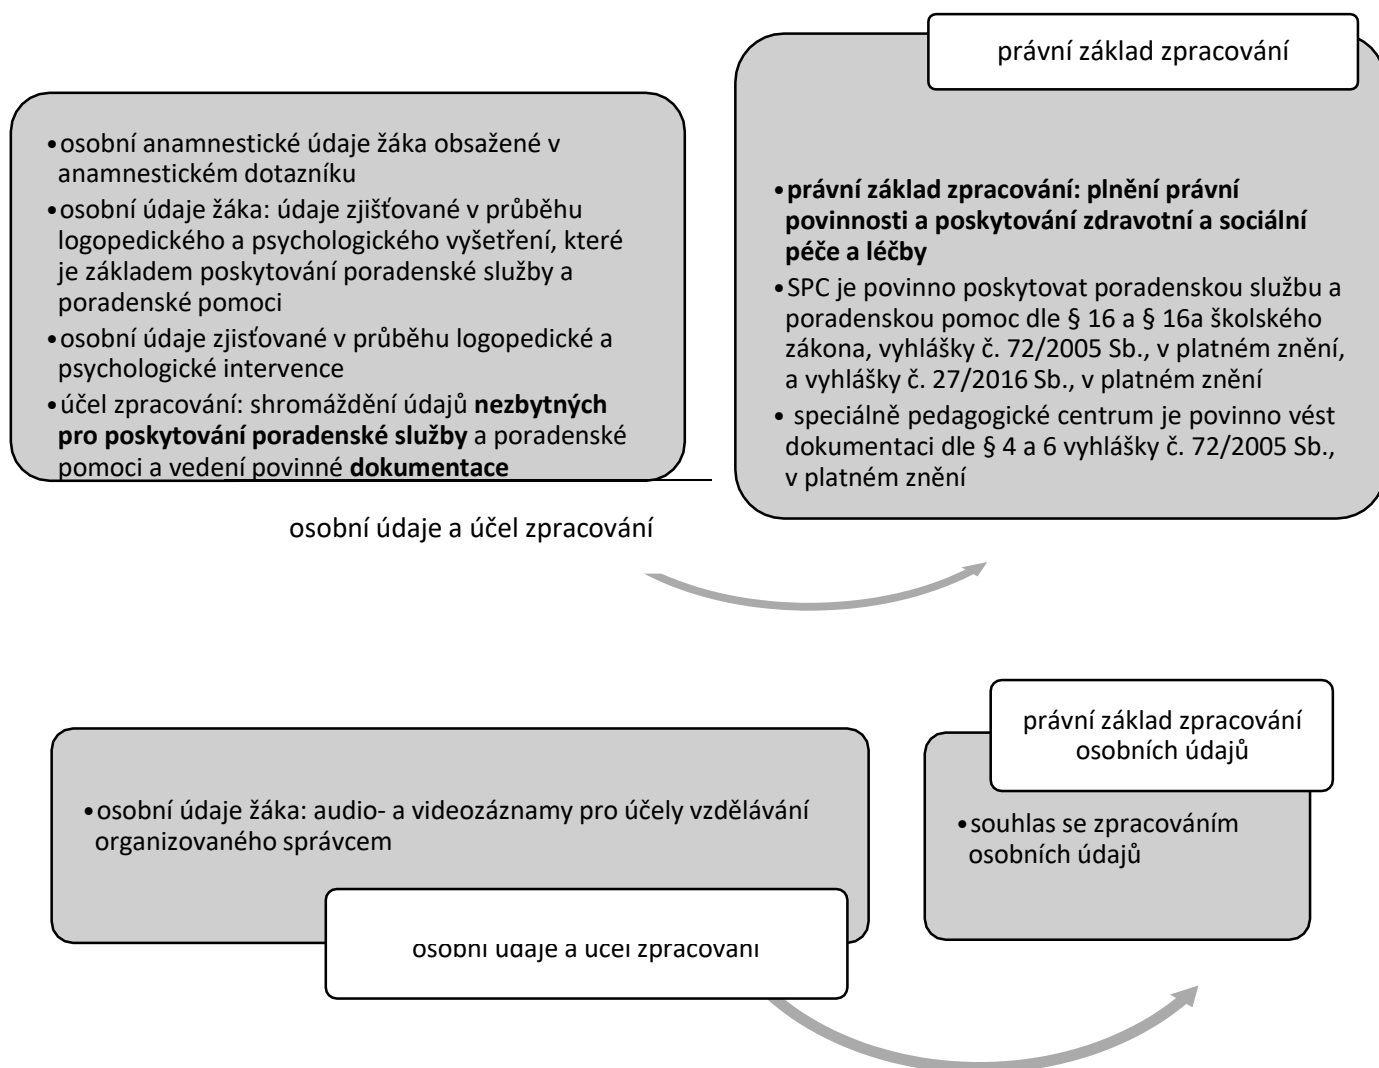 •osobní anamnestické údaje žáka obsažené v
anamnestickém dotazníku
•osobní údaje žáka: údaje zjišťované v průběhu
logopedického a psychologického vyšetření, které
je základem poskytování poradenské služby a
poradenské pomoci
•osobní údaje zjisťované v průběhu logopedické a
psychologické intervence
•účel zpracování: shromáždění údajů nezbytných
pro poskytování poradenské služby a poradenské
pomoci a vedení povinné dokumentace
osobní údaje a účel zpracování
právní základ zpracování
•právní základ zpracování: plnění právní
povinnosti a poskytování zdravotní a sociální
péče a léčby
•SPC je povinno poskytovat poradenskou službu a
poradenskou pomoc dle § 16 a § 16a školského
zákona, vyhlášky č. 72/2005 Sb., v platném znění,
a vyhlášky č. 27/2016 Sb., v platném znění
• speciálně pedagogické centrum je povinno vést
dokumentaci dle § 4 a 6 vyhlášky č. 72/2005 Sb.,
v platném znění
•osobní údaje žáka: audio- a videozáznamy pro účely vzdělávání
organizovaného správcem
osobní údaje a účel zpracování
právní základ zpracování
osobních údajů
•souhlas se zpracováním
osobních údajů